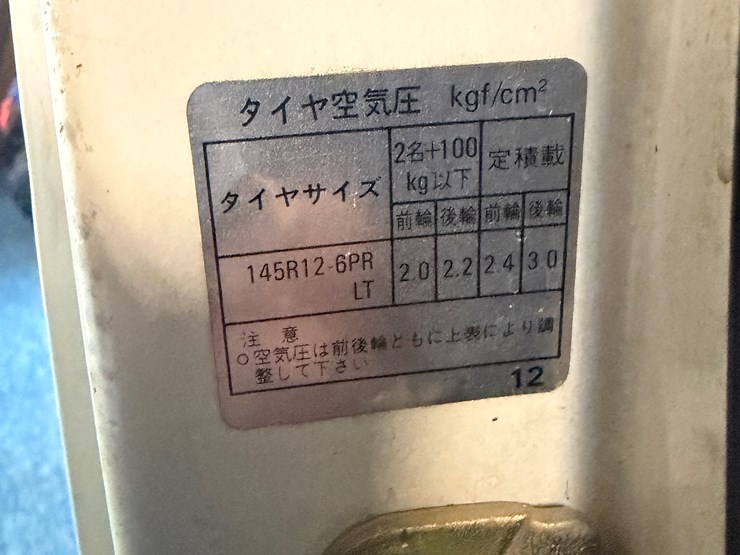 タイヤ空気圧 kgf/cm²
タイヤサイズ
2名+100
kg以下
定積載
前輪 後輪 前輪 後輪
145R12-6PR
LT
2.0 2.2 2.4 3.0
注 意
○空気圧は前後輪ともに上表により調
整して下さい
12